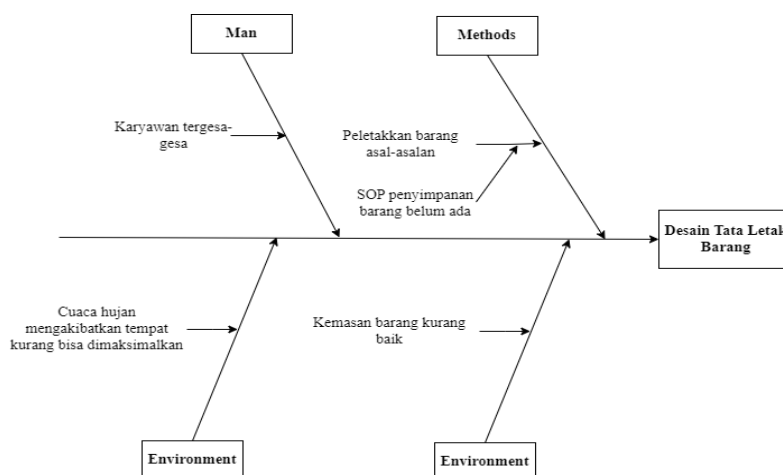 Man
Methods
Karyawan tergesa-
gesa
Peletakkan barang
asal-asalan
SOP penyimpanan
barang belum ada
Desain Tata Letak
Barang
Cuaca hujan
mengakibatkan tempat
kurang bisa dimaksimalkan
Kemasan barang kurang
baik
Environment
Environment